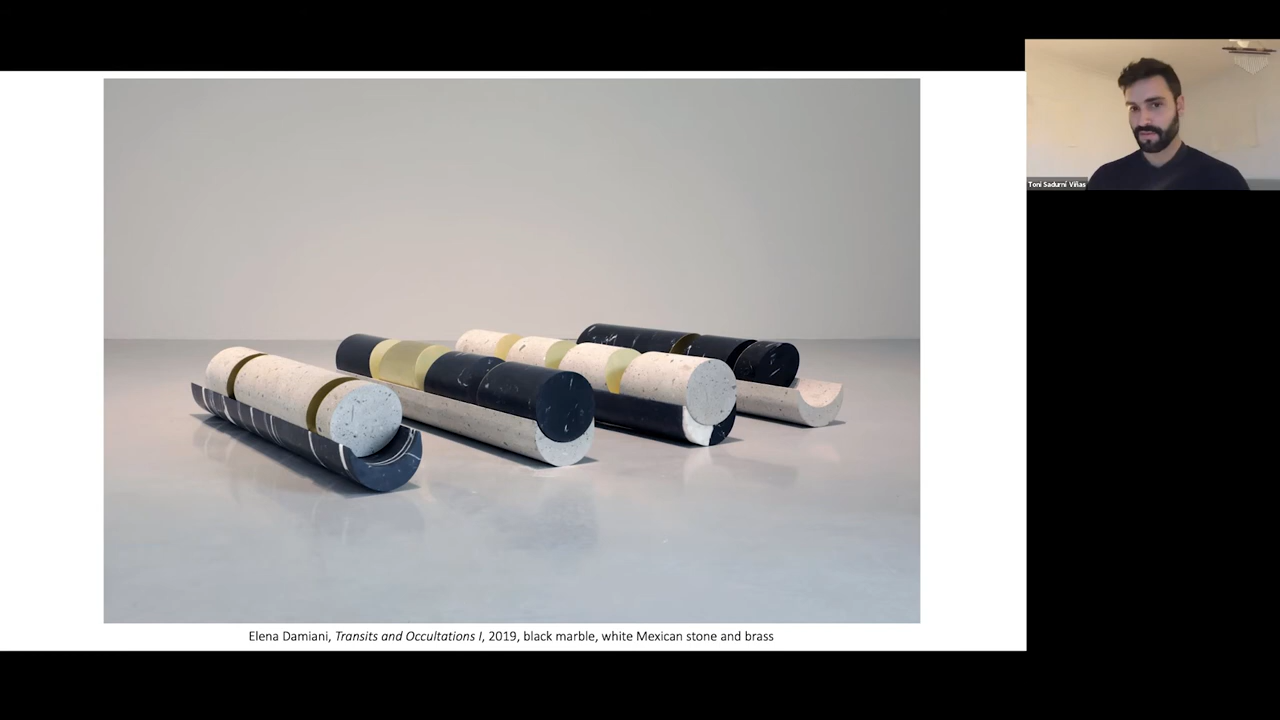 Toni Sadurní Viñas
Elena Damiani, Transits and Occultations I, 2019, black marble, white Mexican stone and brass